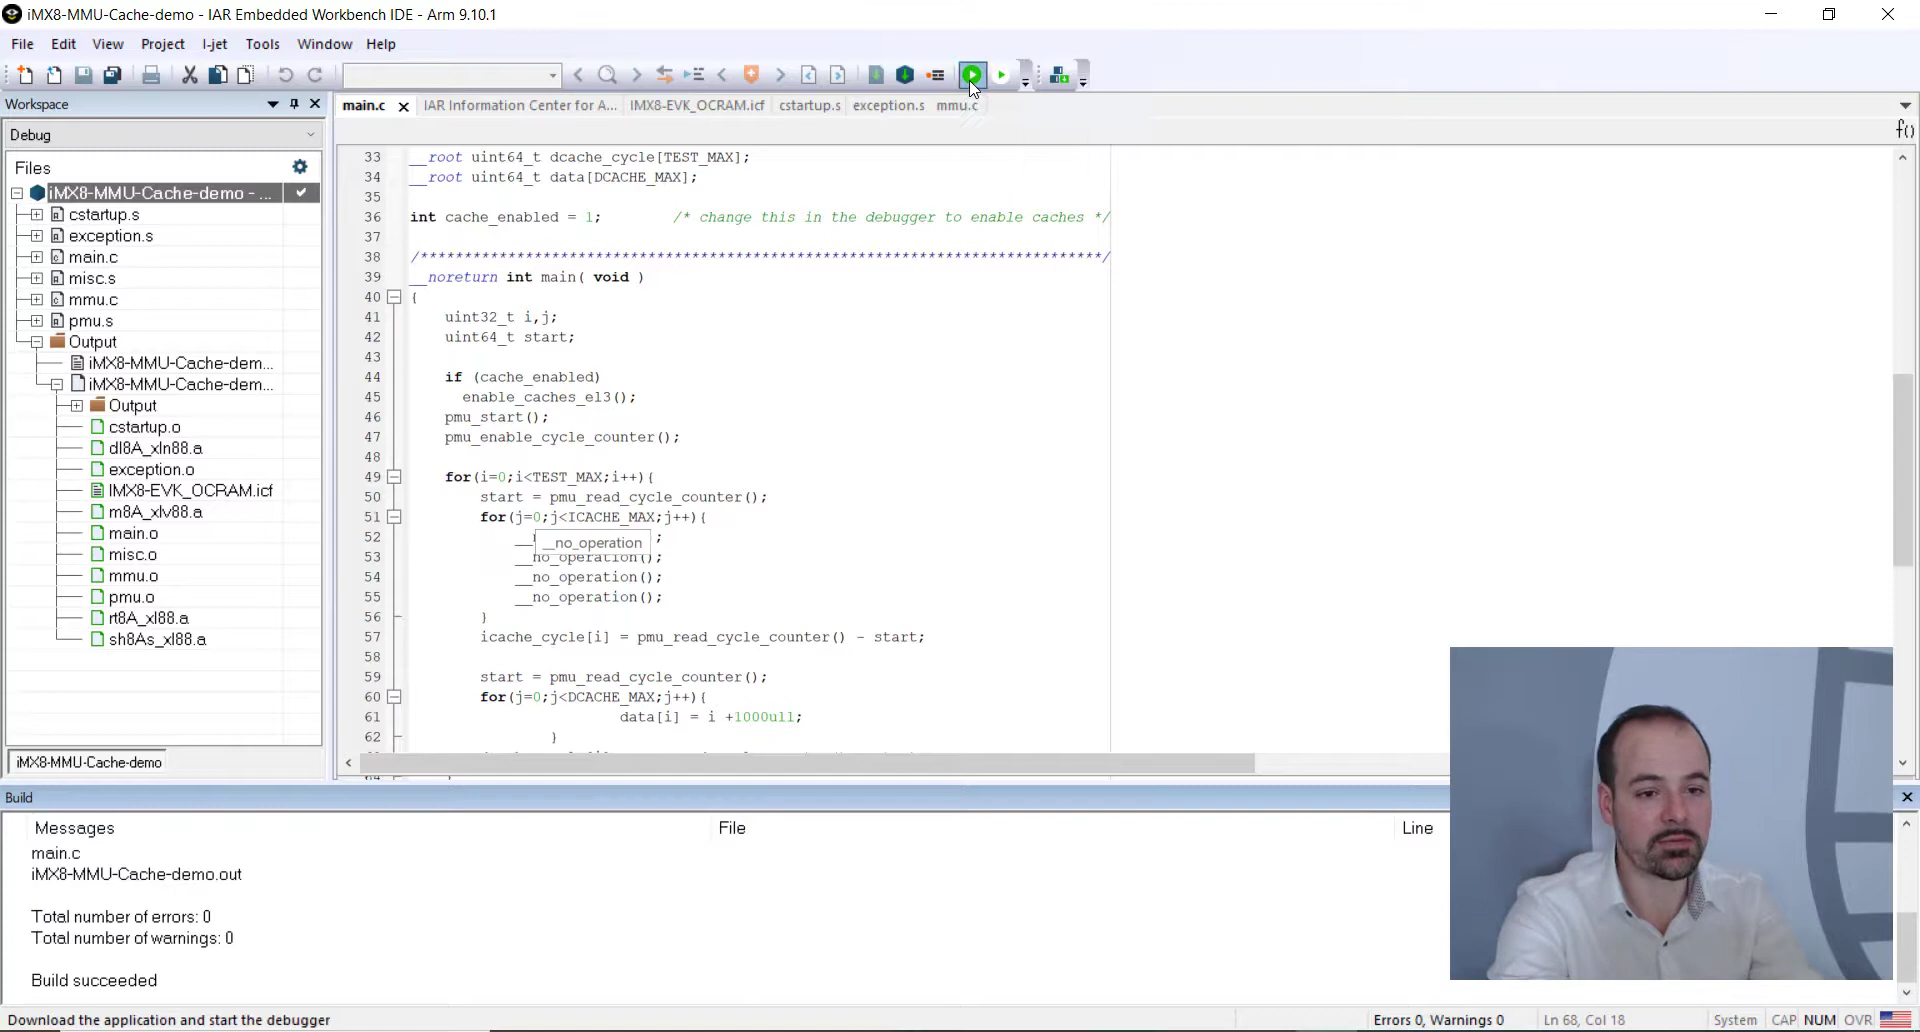 iMX8-MMU-Cache-demo - IAR Embedded Workbench IDE - Arm 9.10.1
File Edit View Project I-jet Tools Window Help
Workspace
main.c IAR Information Center for A... IMX8-EVK_OCRAM.icf cstartup.s exception.s mmu.c
Debug
f()
Files
iMX8-MMU-Cache-demo - ...
cstartup.s
exception.s
main.c
misc.s
mmu.c
pmu.s
Output
iMX8-MMU-Cache-dem...
iMX8-MMU-Cache-dem...
Output
cstartup.o
dl8A_xln88.a
exception.o
IMX8-EVK_OCRAM.icf
m8A_xlv88.a
main.o
misc.o
mmu.o
pmu.o
rt8A_xl88.a
sh8As_xl88.a
iMX8-MMU-Cache-demo
33 __root uint64_t dcache_cycle[TEST_MAX];
34 __root uint64_t data[DCACHE_MAX];
35
36 int cache_enabled = 1; /* change this in the debugger to enable caches */
37
38 /*******************************************************************************/
39 __noreturn int main( void )
40 {
41 uint32_t i,j;
42 uint64_t start;
43
44 if (cache_enabled)
45 enable_caches_el3();
46 pmu_start();
47 pmu_enable_cycle_counter();
48
49 for(i=0;i<TEST_MAX;i++){
50 start = pmu_read_cycle_counter();
51 for(j=0;j<ICACHE_MAX;j++){
52 __ ;
__no_operation
53 __no_operation();
54 __no_operation();
55 __no_operation();
56 }
57 icache_cycle[i] = pmu_read_cycle_counter() - start;
58
59 start = pmu_read_cycle_counter();
60 for(j=0;j<DCACHE_MAX;j++){
61 data[i] = i +1000ull;
62 }
Build
Messages File Line
main.c
iMX8-MMU-Cache-demo.out
Total number of errors: 0
Total number of warnings: 0
Build succeeded
Download the application and start the debugger Errors 0, Warnings 0 Ln 68, Col 18 System CAP NUM OVR